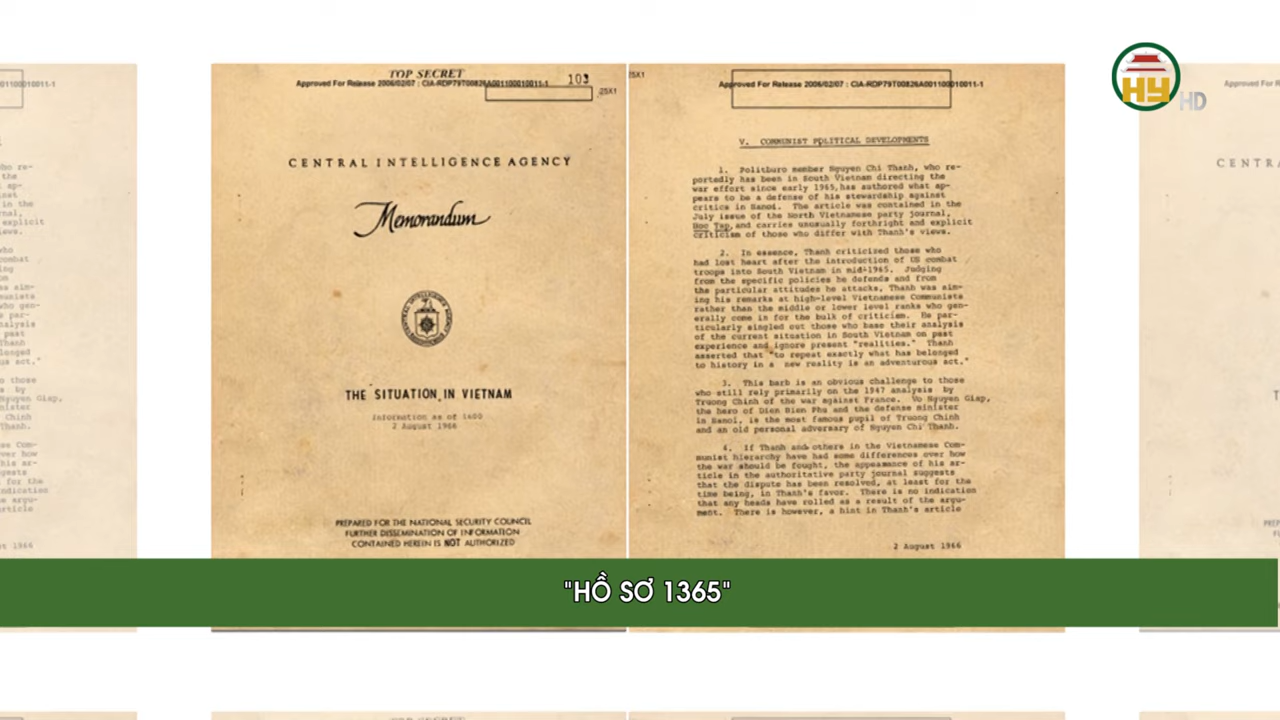 TOP SECRET
Approved For Release 2006/02/07 : CIA-RDP79T00826A001100010011-1
103
25X1
CENTRAL INTELLIGENCE AGENCY
Memorandum
THE SITUATION IN VIETNAM
Information as of 1600
2 August 1966
PREPARED FOR THE NATIONAL SECURITY COUNCIL
FURTHER DISSEMINATION OF INFORMATION
CONTAINED HEREIN IS NOT AUTHORIZED
25X1
Approved For Release 2006/02/07 : CIA-RDP79T00826A001100010011-1
V. COMMUNIST POLITICAL DEVELOPMENTS
1. Politburo member Nguyen Chi Thanh, who re-
portedly has been in South Vietnam directing the
war effort since early 1965, has authored what ap-
pears to be a defense of his stewardship against
critics in Hanoi. The article was contained in the
July issue of the North Vietnamese party journal,
Hoc Tap, and carries unusually forthright and explicit
criticism of those who differ with Thanh's views.
2. In essence, Thanh criticized those who
had lost heart after the introduction of US combat
troops into South Vietnam in mid-1965. Judging
from the specific policies he defends and from
the particular attitudes he attacks, Thanh was aim-
ing his remarks at high-level Vietnamese Communists
rather than the middle or lower level ranks who gen-
erally come in for the bulk of criticism. He par-
ticularly singled out those who base their analysis
of the current situation in South Vietnam on past
experience and ignore present "realities." Thanh
asserted that "to repeat exactly what has belonged
to history in a new reality is an adventurous act."
3. This barb is an obvious challenge to those
who still rely primarily on the 1947 analysis by
Truong Chinh of the war against France. Vo Nguyen Giap,
the hero of Dien Bien Phu and the defense minister
in Hanoi, is the most famous pupil of Truong Chinh
and an old personal adversary of Nguyen Chi Thanh.
4. If Thanh and others in the Vietnamese Com-
munist hierarchy have had some differences over how
the war should be fought, the appearance of his ar-
ticle in the authoritative party journal suggests
that the dispute has been resolved, at least for the
time being, in Thanh's favor. There is no indication
that any heads have rolled as a result of the argu-
ment. There is however, a hint in Thanh's article
2 August 1966
HY HD
"HỒ SƠ 1365"